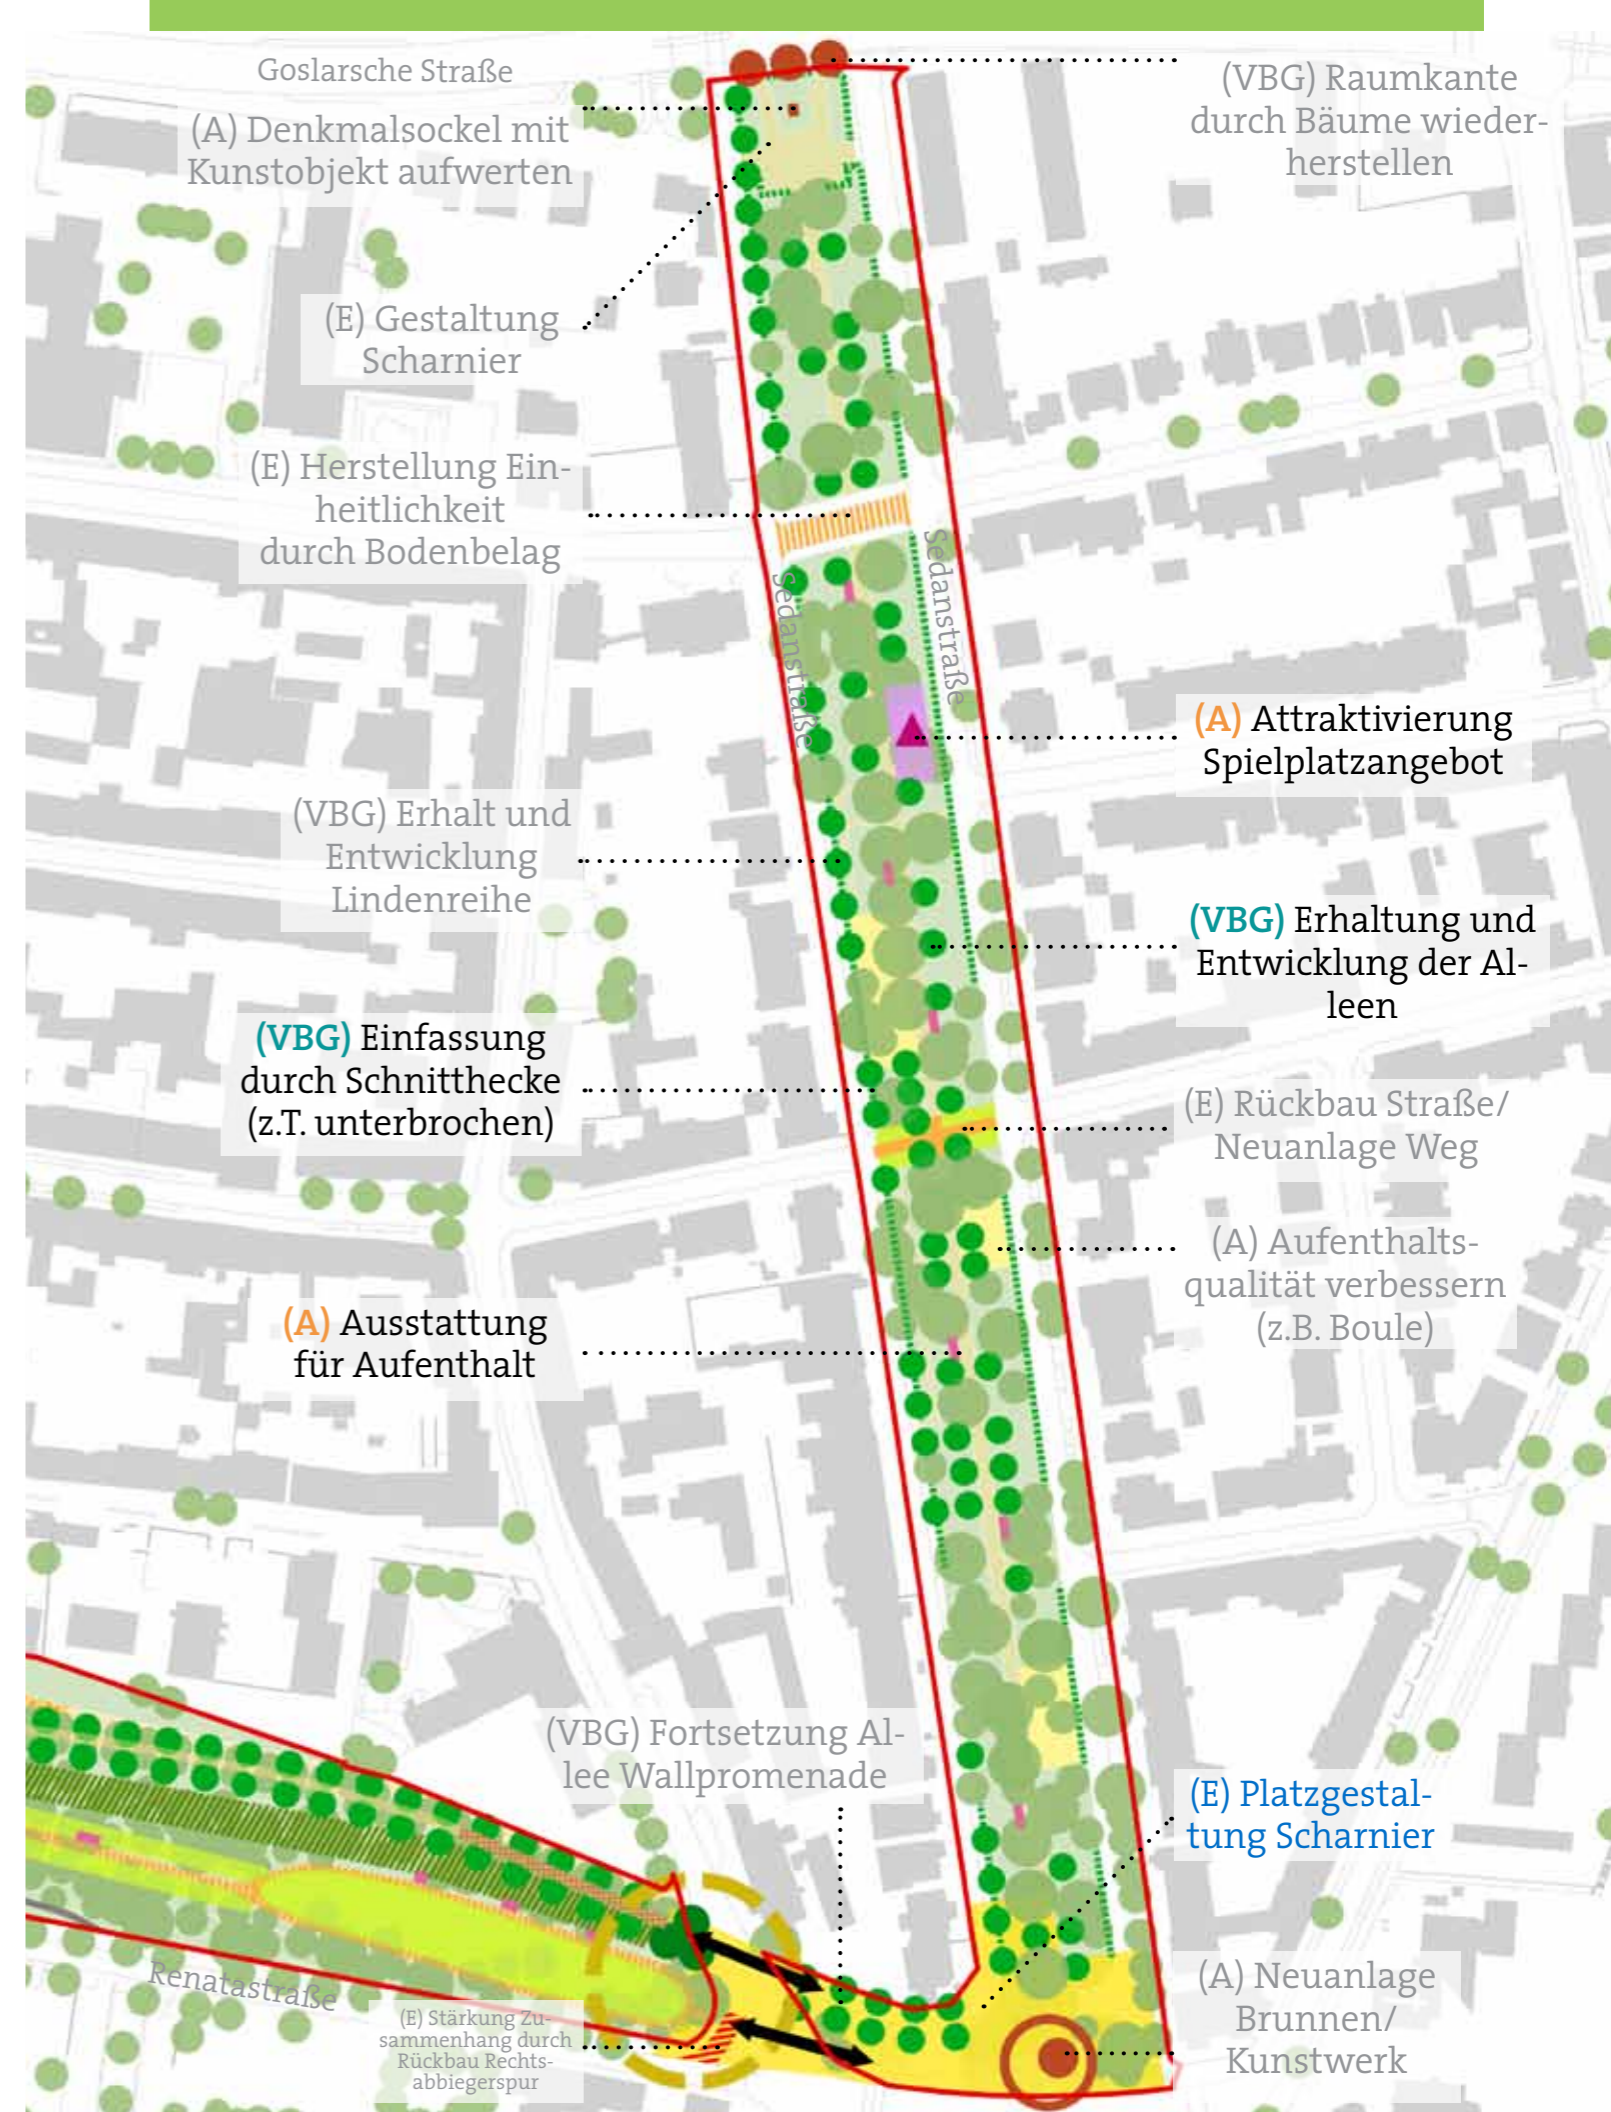 Goslarsche Straße
(A) Denkmalsockel mit
Kunstobjekt aufwerten
(VBG) Raumkante
durch Bäume wieder-
herstellen
(E) Gestaltung
Scharnier
(E) Herstellung Ein-
heitlichkeit
durch Bodenbelag
Sedanstraße
Sedanstraße
(A) Attraktivierung
Spielplatzangebot
(VBG) Erhalt und
Entwicklung
Lindenreihe
(VBG) Erhaltung und
Entwicklung der Al-
leen
(VBG) Einfassung
durch Schnitthecke
(z.T. unterbrochen)
(E) Rückbau Straße/
Neuanlage Weg
(A) Aufenthalts-
qualität verbessern
(z.B. Boule)
(A) Ausstattung
für Aufenthalt
(VBG) Fortsetzung Al-
lee Wallpromenade
(E) Platzgestal-
tung Scharnier
(A) Neuanlage
Brunnen/
Kunstwerk
Renatastraße
(E) Stärkung Zu-
sammenhang durch
Rückbau Rechts-
abbiegerspur